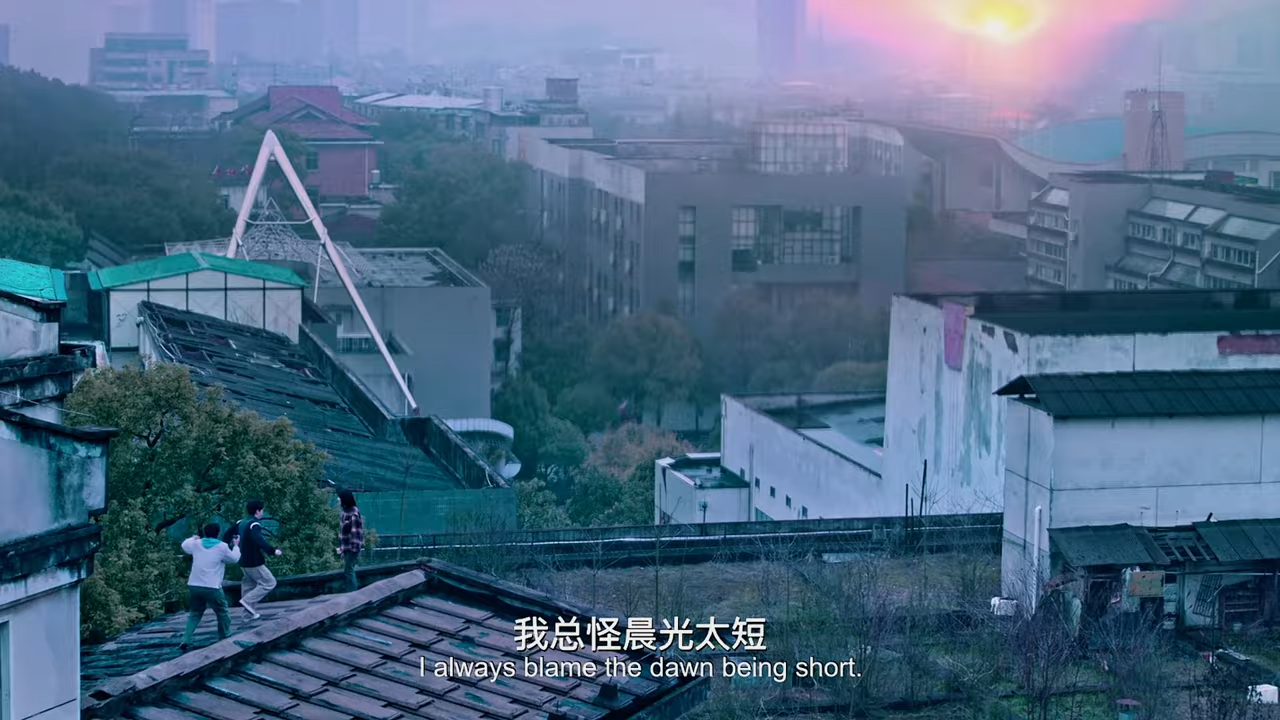 我总怪晨光太短
I always blame the dawn being short.